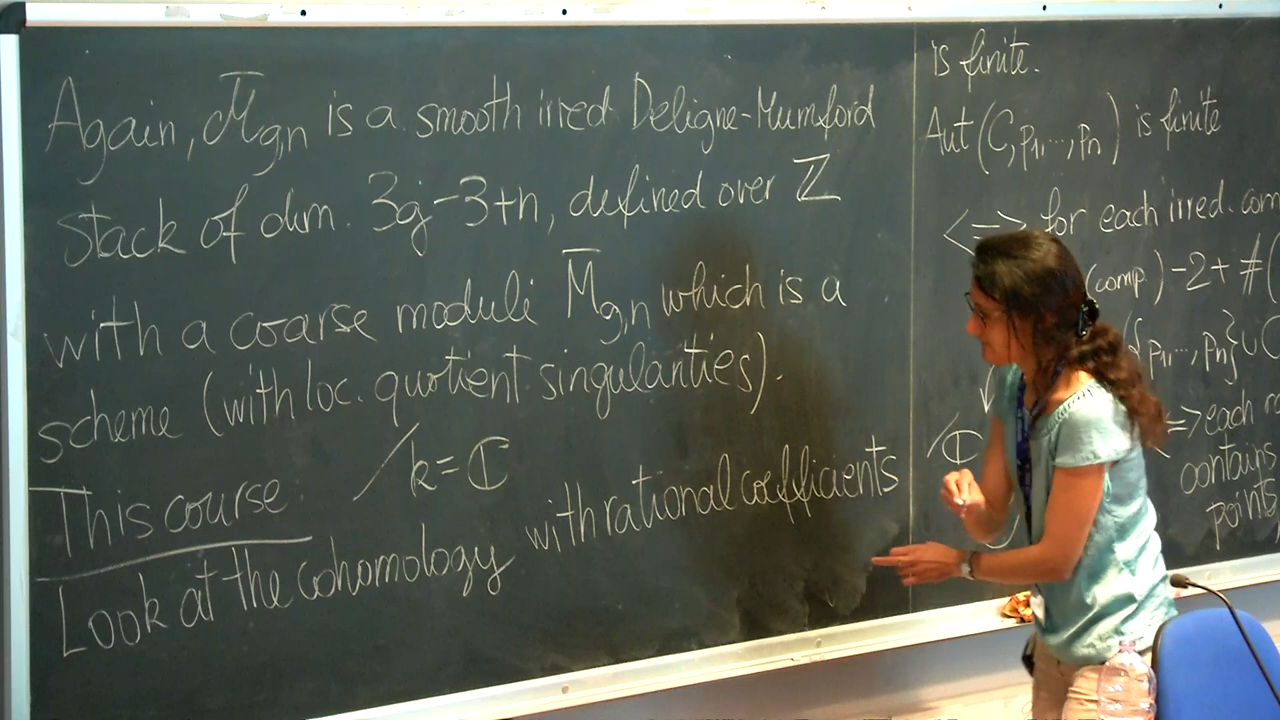 Again, M̄g,n is a smooth irred Deligne-Mumford
stack of dim. 3g-3+n, defined over ℤ
with a coarse moduli M̄g,n which is a
scheme (with loc. quotient singularities).
This course: /k=ℂ
Look at the cohomology with rational coefficients
is finite.
Aut(C, p1, ..., pn) is finite
<=> for each irred. com
(comp.) -2 + #(
{p1, ..., pn} ∪
/ℂ
=> each
contains
points